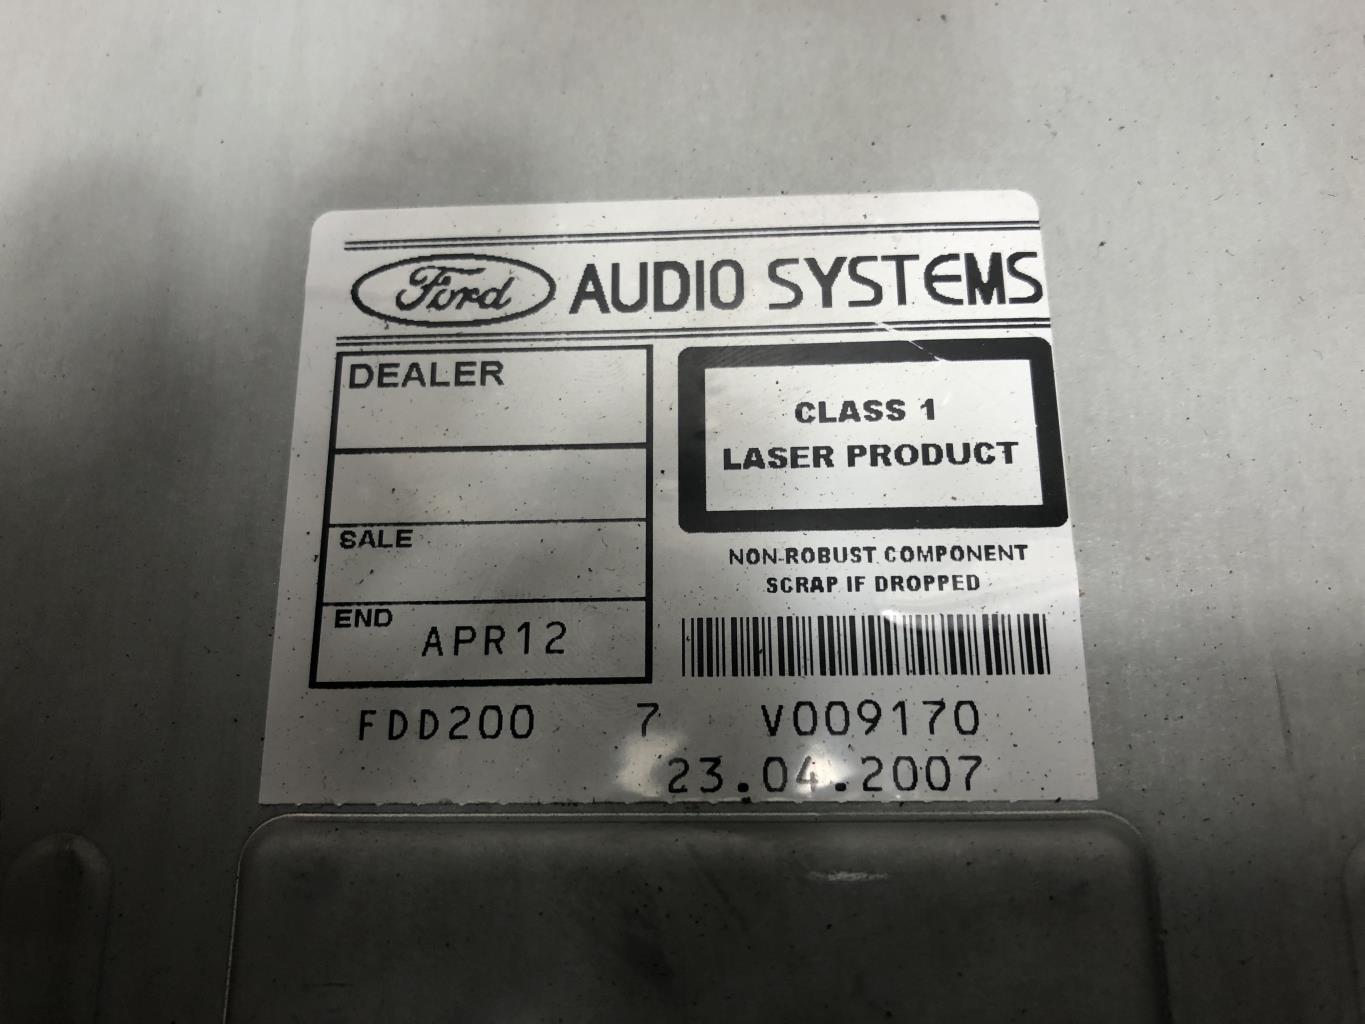 Ford AUDIO SYSTEMS
DEALER
SALE
END APR12
CLASS 1
LASER PRODUCT
NON-ROBUST COMPONENT
SCRAP IF DROPPED
FDD200 7 V009170
23.04.2007